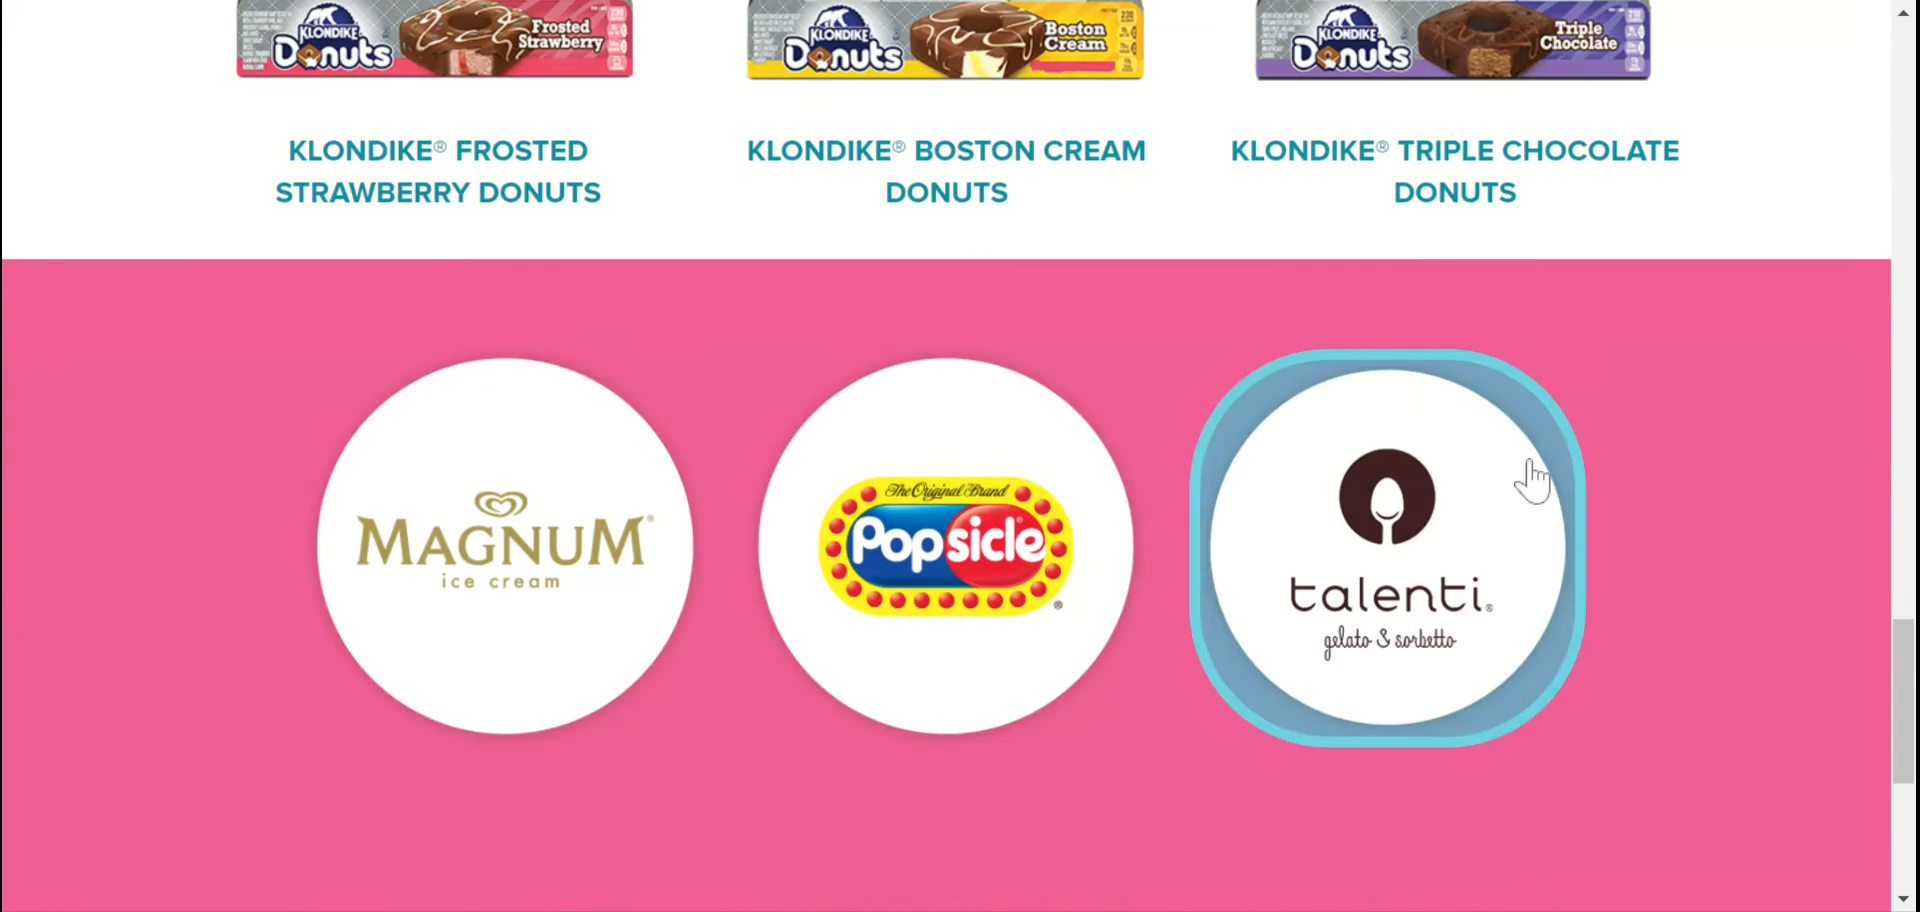 KLONDIKE
Donuts
Frosted
Strawberry
KLONDIKE
Donuts
Boston
Cream
KLONDIKE
Donuts
Triple
Chocolate
KLONDIKE® FROSTED
STRAWBERRY DONUTS
KLONDIKE® BOSTON CREAM
DONUTS
KLONDIKE® TRIPLE CHOCOLATE
DONUTS
MAGNUM®
ice cream
The Original Brand
Popsicle®
talenti®
gelato & sorbetto